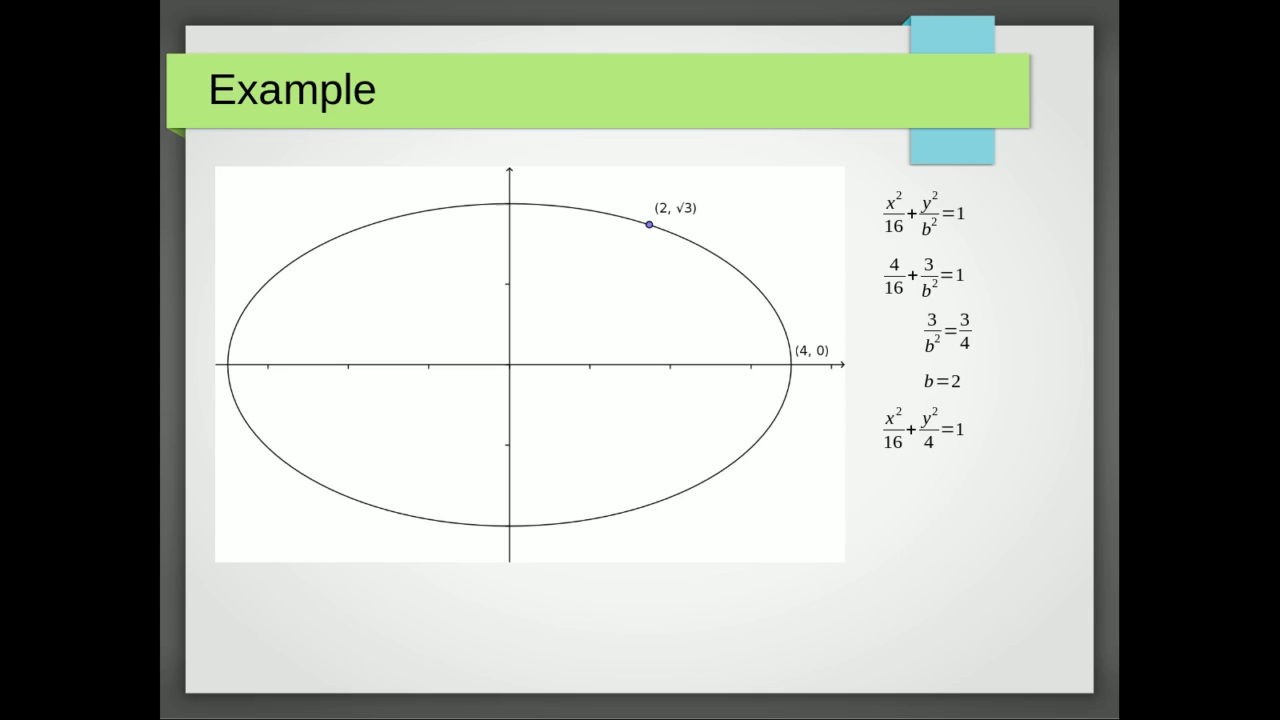 Example
(2, √3)
(4, 0)
x²/16 + y²/b² = 1
4/16 + 3/b² = 1
3/b² = 3/4
b = 2
x²/16 + y²/4 = 1